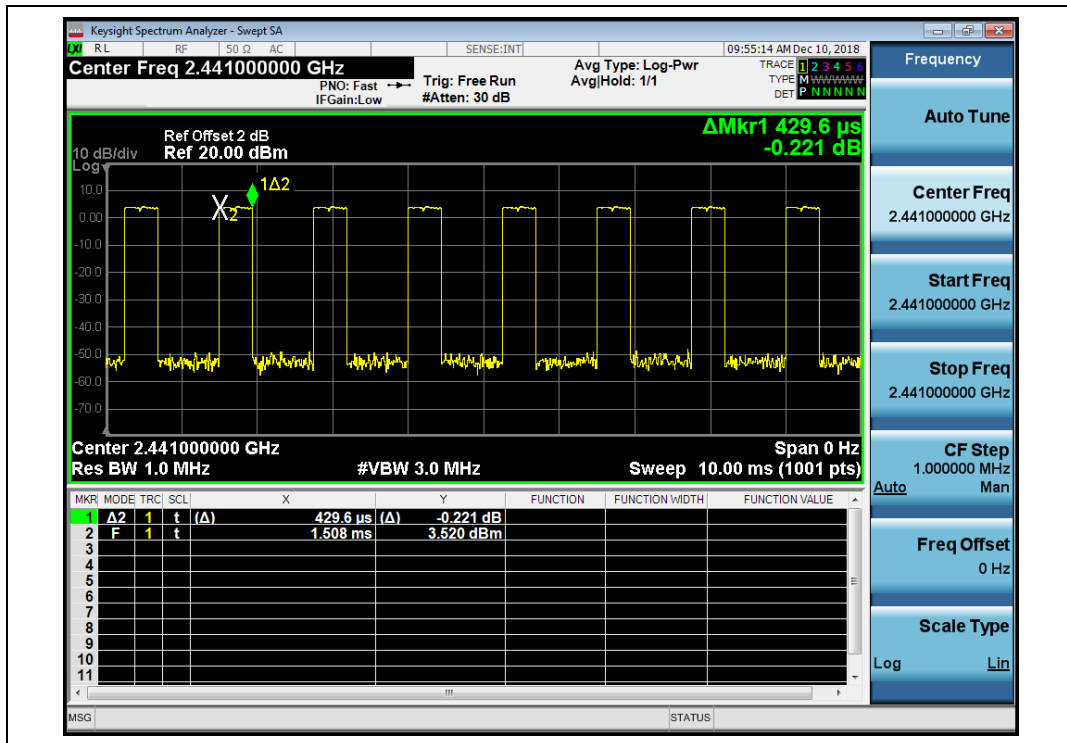 Keysight Spectrum Analyzer - Swept SA
LXI RL RF 50 Ω AC SENSE:INT 09:55:14 AM Dec 10, 2018
Center Freq 2.441000000 GHz
PNO: Fast
IFGain:Low
Trig: Free Run
#Atten: 30 dB
Avg Type: Log-Pwr
Avg|Hold: 1/1
TRACE 1 2 3 4 5 6
TYPE M WWWWW
DET P N N N N N
ΔMkr1 429.6 µs
-0.221 dB
Ref Offset 2 dB
10 dB/div Ref 20.00 dBm
Log
10.0
0.00
-10.0
-20.0
-30.0
-40.0
-50.0
-60.0
-70.0
1Δ2
X2
Center 2.441000000 GHz Span 0 Hz
Res BW 1.0 MHz #VBW 3.0 MHz Sweep 10.00 ms (1001 pts)
MKR MODE TRC SCL X Y FUNCTION FUNCTION WIDTH FUNCTION VALUE
1 Δ2 1 t (Δ) 429.6 µs (Δ) -0.221 dB
2 F 1 t 1.508 ms 3.520 dBm
3
4
5
6
7
8
9
10
11
MSG STATUS
Frequency
Auto Tune
Center Freq
2.441000000 GHz
Start Freq
2.441000000 GHz
Stop Freq
2.441000000 GHz
CF Step
1.000000 MHz
Auto Man
Freq Offset
0 Hz
Scale Type
Log Lin